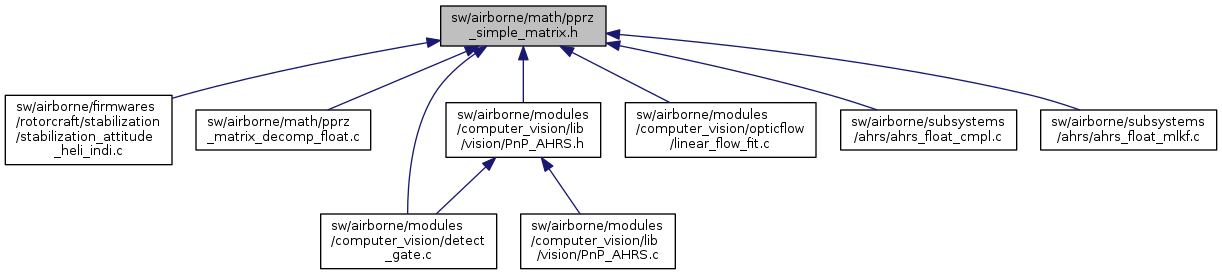 sw/airborne/math/pprz
_simple_matrix.h
sw/airborne/firmwares
/rotorcraft/stabilization
/stabilization_attitude
_heli_indi.c
sw/airborne/math/pprz
_matrix_decomp_float.c
sw/airborne/modules
/computer_vision/lib
/vision/PnP_AHRS.h
sw/airborne/modules
/computer_vision/opticflow
/linear_flow_fit.c
sw/airborne/subsystems
/ahrs/ahrs_float_cmpl.c
sw/airborne/subsystems
/ahrs/ahrs_float_mlkf.c
sw/airborne/modules
/computer_vision/detect
_gate.c
sw/airborne/modules
/computer_vision/lib
/vision/PnP_AHRS.c